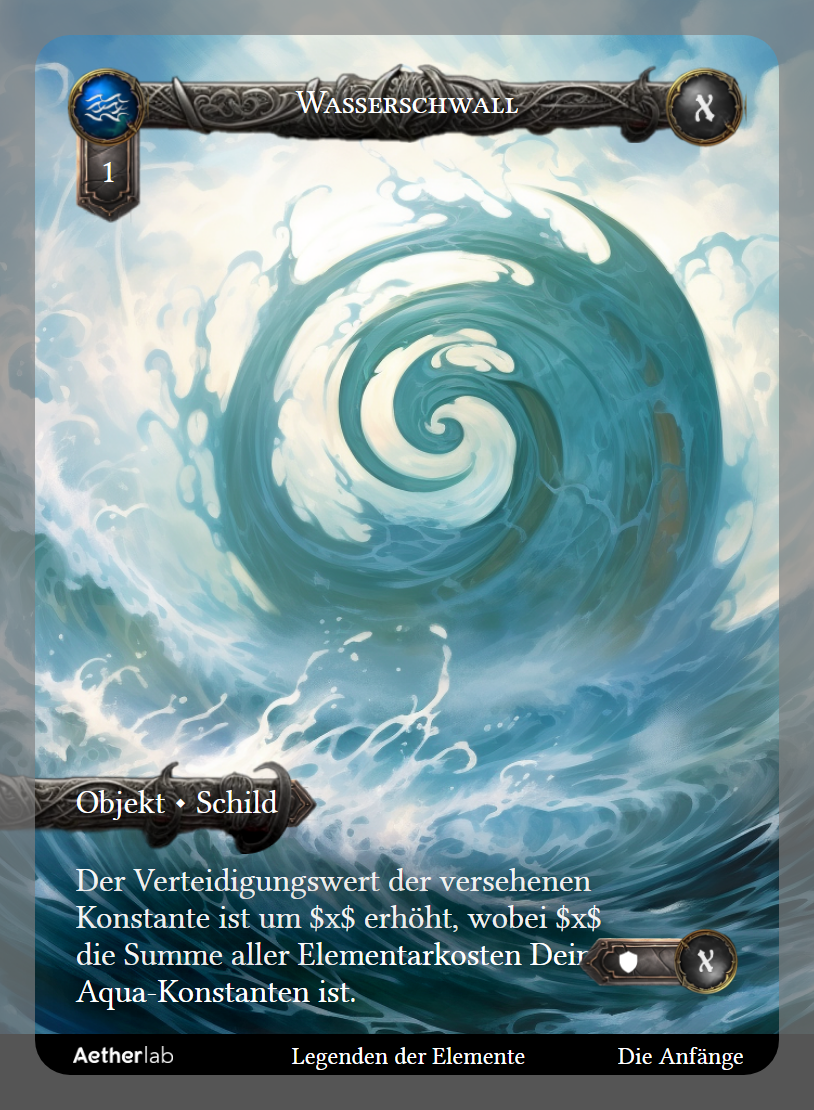 Wasserschwall
x
1
Objekt • Schild
Der Verteidigungswert der versehenen
Konstante ist um $x$ erhöht, wobei $x$
die Summe aller Elementarkosten Dein
Aqua-Konstanten ist.
x
Aetherlab Legenden der Elemente Die Anfänge